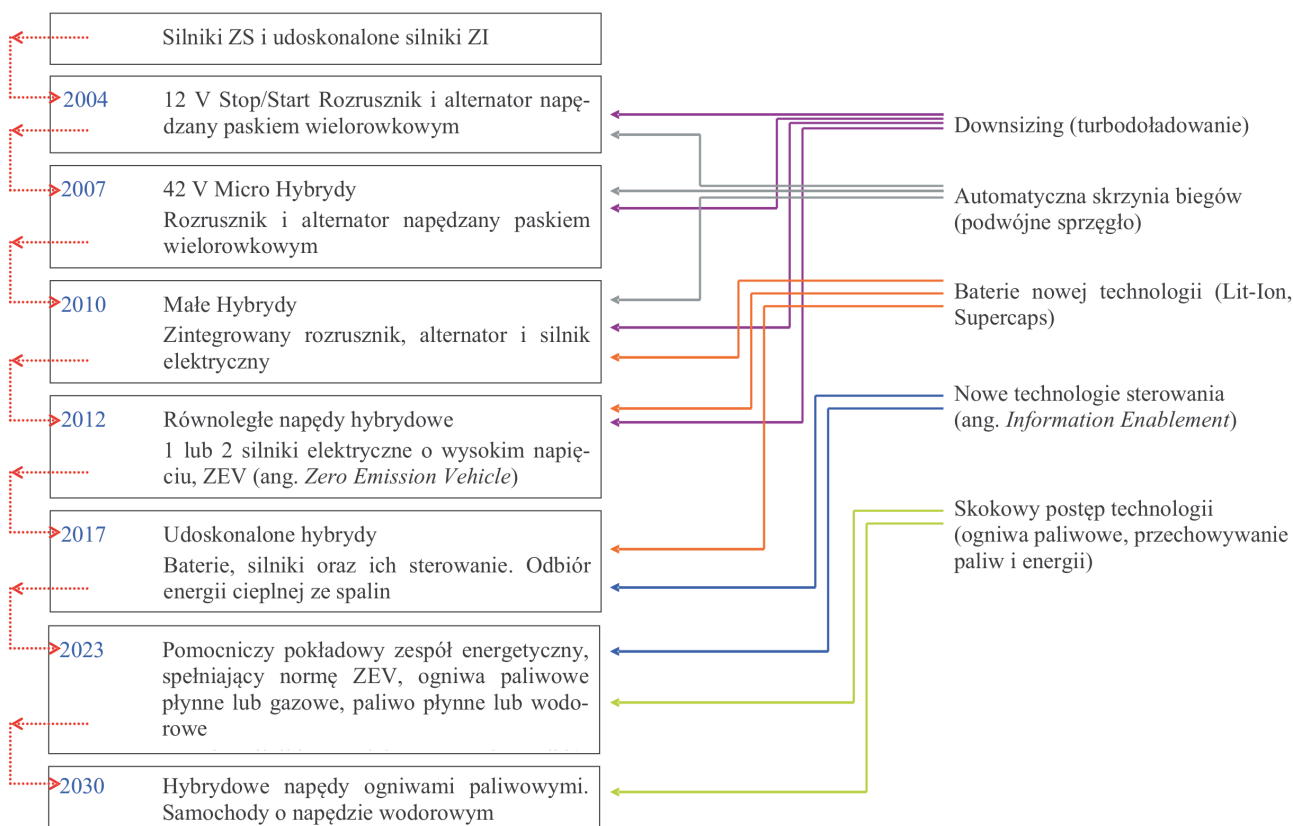 Silniki ZS i udoskonalone silniki ZI
2004 12 V Stop/Start Rozrusznik i alternator napę-
dzany paskiem wielorowkowym
2007 42 V Micro Hybrydy
Rozrusznik i alternator napędzany paskiem
wielorowkowym
2010 Małe Hybrydy
Zintegrowany rozrusznik, alternator i silnik
elektryczny
2012 Równoległe napędy hybrydowe
1 lub 2 silniki elektryczne o wysokim napię-
ciu, ZEV (ang. Zero Emission Vehicle)
2017 Udoskonalone hybrydy
Baterie, silniki oraz ich sterowanie. Odbiór
energii cieplnej ze spalin
2023 Pomocniczy pokładowy zespół energetyczny,
spełniający normę ZEV, ogniwa paliwowe
płynne lub gazowe, paliwo płynne lub wodo-
rowe
2030 Hybrydowe napędy ogniwami paliwowymi.
Samochody o napędzie wodorowym
Downsizing (turbodoładowanie)
Automatyczna skrzynia biegów
(podwójne sprzęgło)
Baterie nowej technologii (Lit-Ion,
Supercaps)
Nowe technologie sterowania
(ang. Information Enablement)
Skokowy postęp technologii
(ogniwa paliwowe, przechowywanie
paliw i energii)